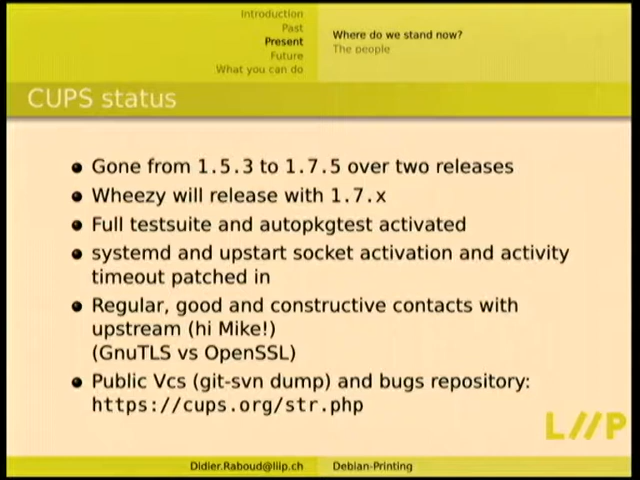 Introduction
Past
Present
Future
What you can do
Where do we stand now?
The people
CUPS status
Gone from 1.5.3 to 1.7.5 over two releases
Wheezy will release with 1.7.x
Full testsuite and autopkgtest activated
systemd and upstart socket activation and activity
timeout patched in
Regular, good and constructive contacts with
upstream (hi Mike!)
(GnuTLS vs OpenSSL)
Public Vcs (git-svn dump) and bugs repository:
https://cups.org/str.php
LIIP
Didier.Raboud@liip.ch
Debian-Printing